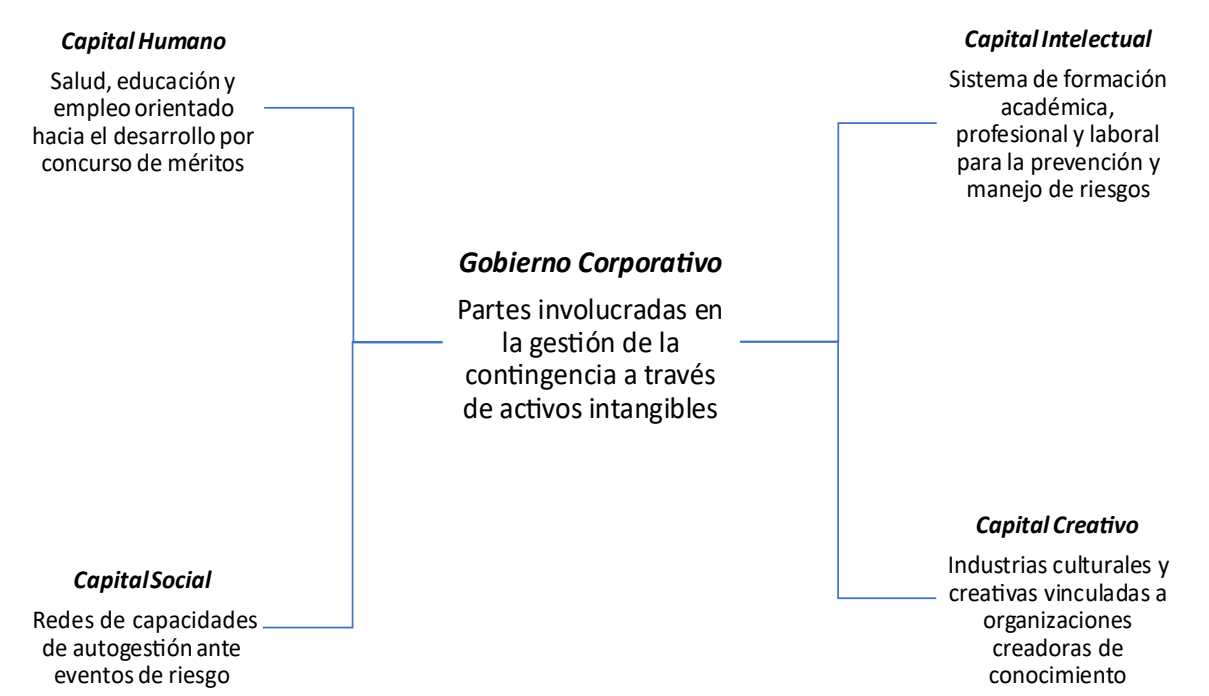 Capital Humano
Salud, educación y
empleo orientado
hacia el desarrollo por
concurso de méritos
Capital Intelectual
Sistema de formación
académica,
profesional y laboral
para la prevención y
manejo de riesgos
Gobierno Corporativo
Partes involucradas en
la gestión de la
contingencia a través
de activos intangibles
Capital Social
Redes de capacidades
de autogestión ante
eventos de riesgo
Capital Creativo
Industrias culturales y
creativas vinculadas a
organizaciones
creadoras de
conocimiento